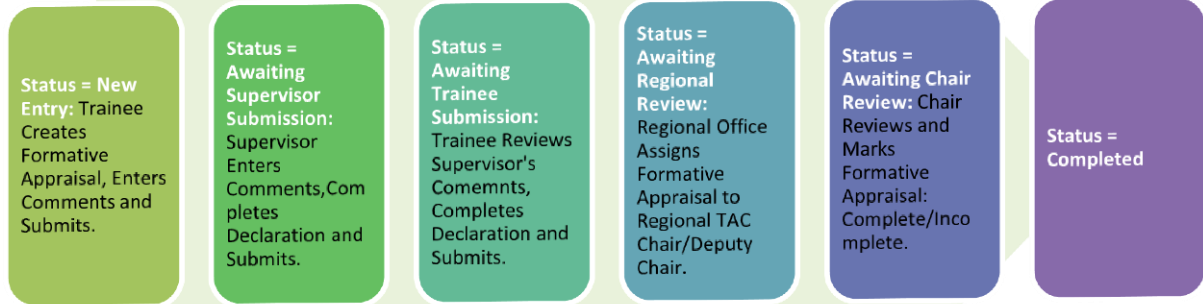 Status = New
Entry: Trainee
Creates
Formative
Appraisal, Enters
Comments and
Submits.
Status =
Awaiting
Supervisor
Submission:
Supervisor
Enters
Comments,Com
pletes
Declaration and
Submits.
Status =
Awaiting
Trainee
Submission:
Trainee Reviews
Supervisor's
Comemnts,
Completes
Declaration and
Submits.
Status =
Awaiting
Regional
Review:
Regional Office
Assigns
Formative
Appraisal to
Regional TAC
Chair/Deputy
Chair.
Status =
Awaiting Chair
Review: Chair
Reviews and
Marks
Formative
Appraisal:
Complete/Inco
mplete.
Status =
Completed